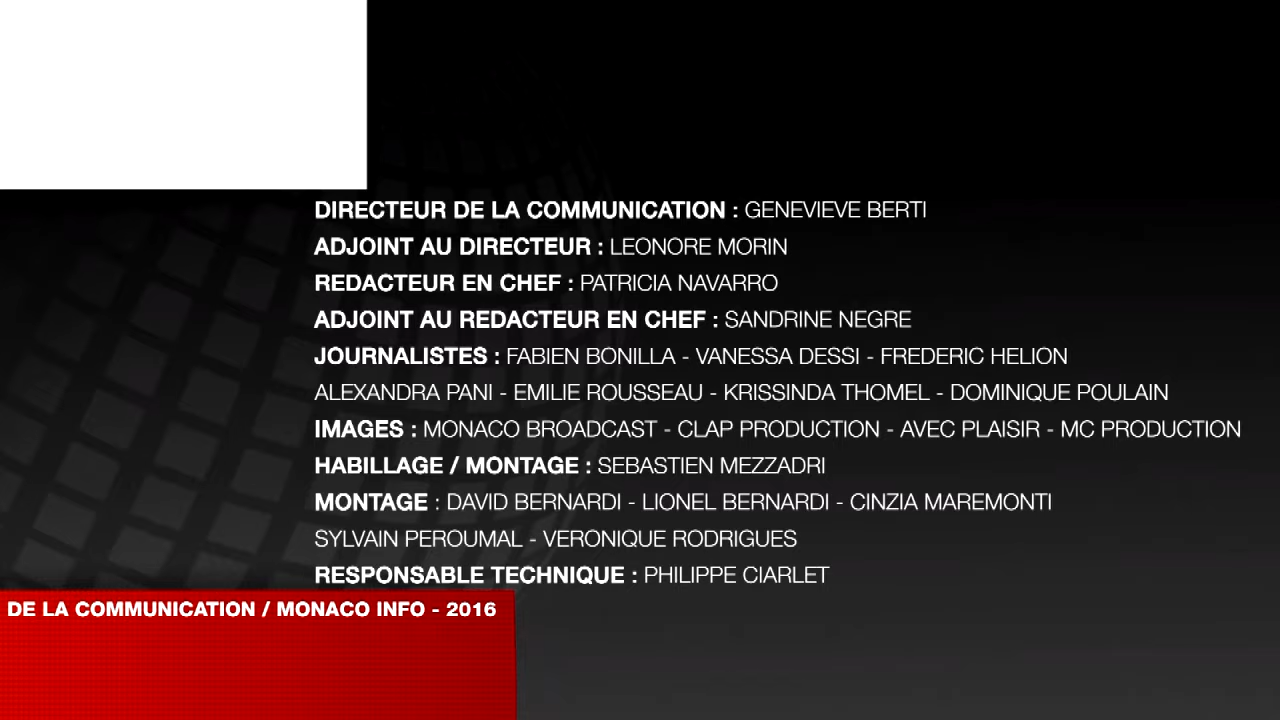 DIRECTEUR DE LA COMMUNICATION : GENEVIEVE BERTI
ADJOINT AU DIRECTEUR : LEONORE MORIN
REDACTEUR EN CHEF : PATRICIA NAVARRO
ADJOINT AU REDACTEUR EN CHEF : SANDRINE NEGRE
JOURNALISTES : FABIEN BONILLA - VANESSA DESSI - FREDERIC HELION
ALEXANDRA PANI - EMILIE ROUSSEAU - KRISSINDA THOMEL - DOMINIQUE POULAIN
IMAGES : MONACO BROADCAST - CLAP PRODUCTION - AVEC PLAISIR - MC PRODUCTION
HABILLAGE / MONTAGE : SEBASTIEN MEZZADRI
MONTAGE : DAVID BERNARDI - LIONEL BERNARDI - CINZIA MAREMONTI
SYLVAIN PEROUMAL - VERONIQUE RODRIGUES
RESPONSABLE TECHNIQUE : PHILIPPE CIARLET
DE LA COMMUNICATION / MONACO INFO - 2016